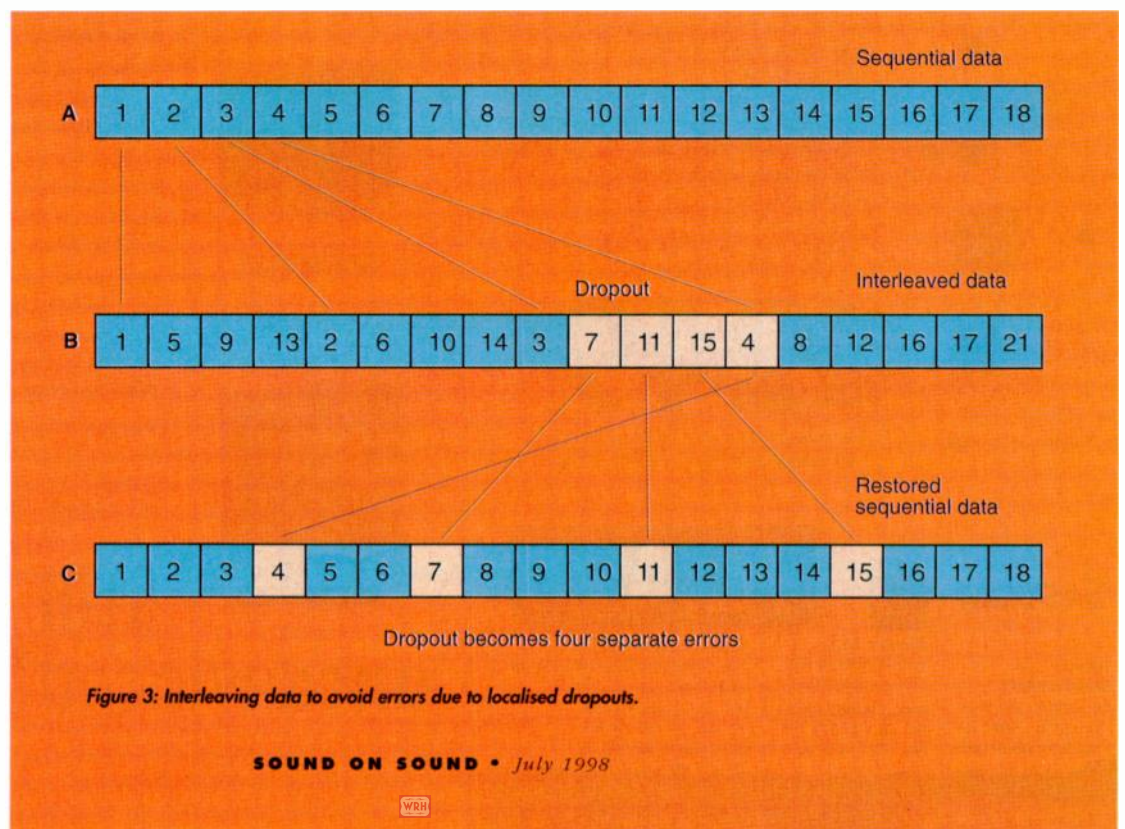 Sequential data
A 1 2 3 4 5 6 7 8 9 10 11 12 13 14 15 16 17 18
Dropout
Interleaved data
B 1 5 9 13 2 6 10 14 3 7 11 15 4 8 12 16 17 21
Restored
sequential data
C 1 2 3 4 5 6 7 8 9 10 11 12 13 14 15 16 17 18
Dropout becomes four separate errors
Figure 3: Interleaving data to avoid errors due to localised dropouts.
SOUND ON SOUND • July 1998
WRH